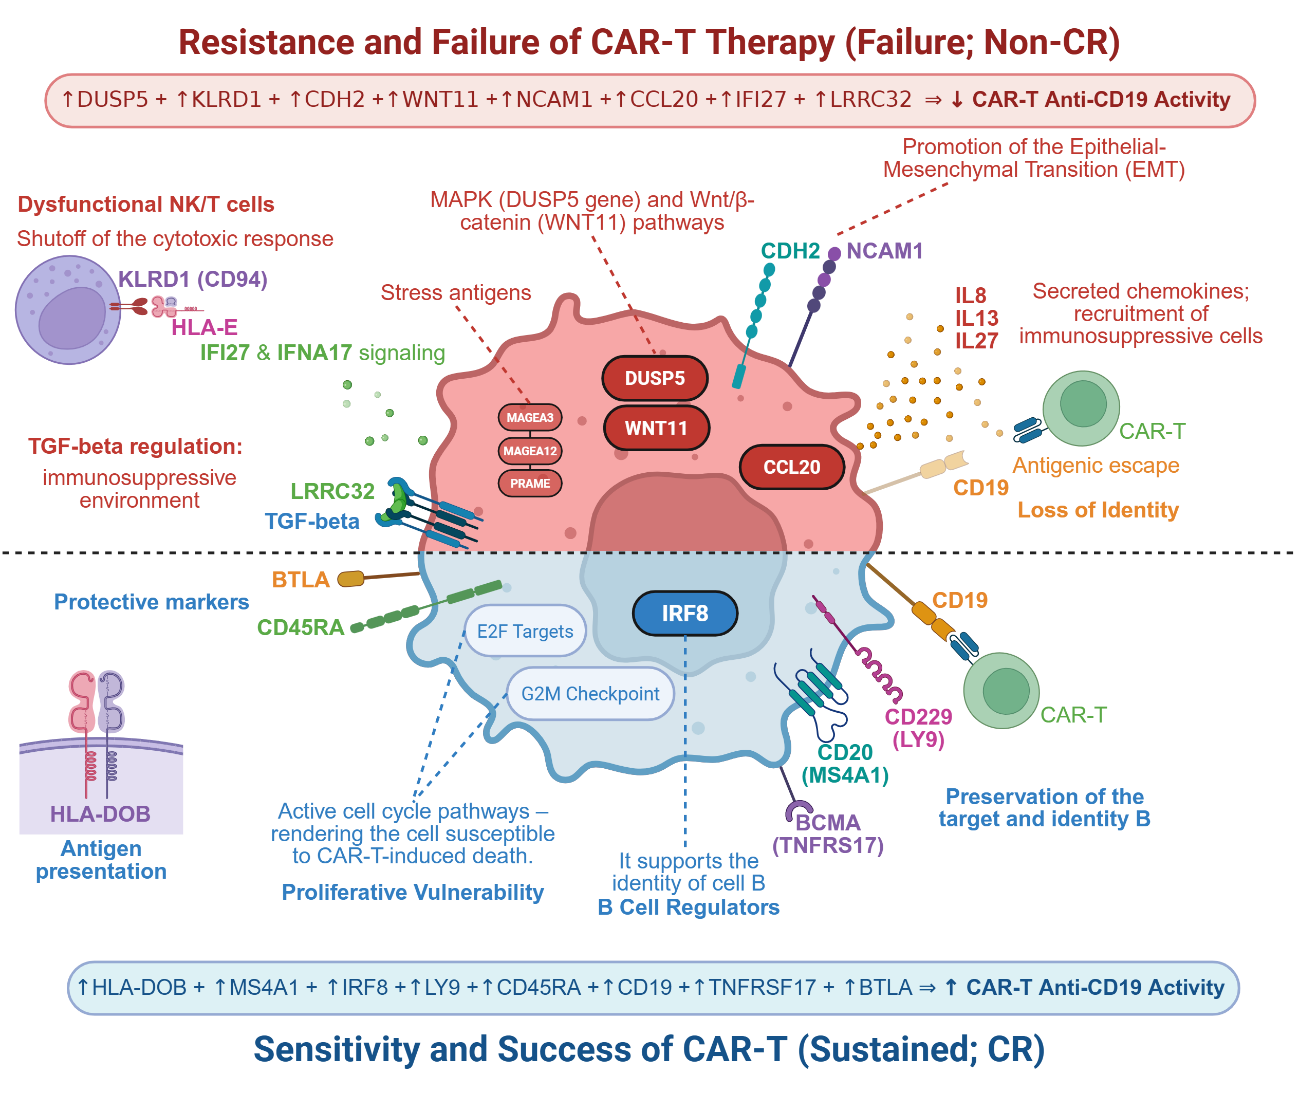 Resistance and Failure of CAR-T Therapy (Failure; Non-CR)
↑DUSP5 + ↑KLRD1 + ↑CDH2 +↑WNT11 +↑NCAM1 +↑CCL20 +↑IFI27 + ↑LRRC32 ⇒ ↓ CAR-T Anti-CD19 Activity
Promotion of the Epithelial-
Mesenchymal Transition (EMT)
Dysfunctional NK/T cells
Shutoff of the cytotoxic response
KLRD1 (CD94)
HLA-E
IFI27 & IFNA17 signaling
MAPK (DUSP5 gene) and Wnt/β-
catenin (WNT11) pathways
Stress antigens
CDH2
NCAM1
IL8
IL13
IL27
Secreted chemokines;
recruitment of
immunosuppressive cells
DUSP5
WNT11
CCL20
MAGEA3
MAGEA12
PRAME
CAR-T
Antigenic escape
CD19
Loss of Identity
TGF-beta regulation:
immunosuppressive
environment
LRRC32
TGF-beta
BTLA
Protective markers
CD45RA
E2F Targets
G2M Checkpoint
IRF8
CD19
CAR-T
CD229
(LY9)
CD20
(MS4A1)
BCMA
(TNFRS17)
Preservation of the
target and identity B
HLA-DOB
Antigen
presentation
Active cell cycle pathways –
rendering the cell susceptible
to CAR-T-induced death.
Proliferative Vulnerability
It supports the
identity of cell B
B Cell Regulators
↑HLA-DOB + ↑MS4A1 + ↑IRF8 +↑LY9 +↑CD45RA +↑CD19 +↑TNFRSF17 + ↑BTLA ⇒ ↑ CAR-T Anti-CD19 Activity
Sensitivity and Success of CAR-T (Sustained; CR)